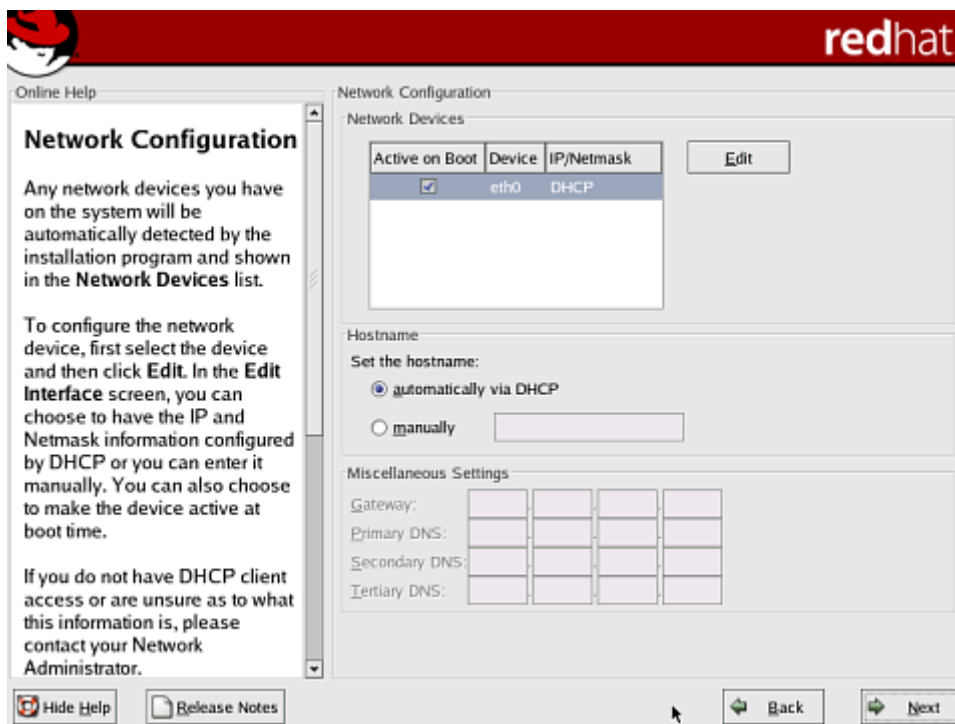 redhat
Online Help
Network Configuration
Any network devices you have
on the system will be
automatically detected by the
installation program and shown
in the Network Devices list.
To configure the network
device, first select the device
and then click Edit. In the Edit
Interface screen, you can
choose to have the IP and
Netmask information configured
by DHCP or you can enter it
manually. You can also choose
to make the device active at
boot time.
If you do not have DHCP client
access or are unsure as to what
this information is, please
contact your Network
Administrator.
Network Configuration
Network Devices
Active on Boot Device IP/Netmask
eth0 DHCP
Edit
Hostname
Set the hostname:
automatically via DHCP
manually
Miscellaneous Settings
Gateway:
Primary DNS:
Secondary DNS:
Tertiary DNS:
Hide Help
Release Notes
Back
Next